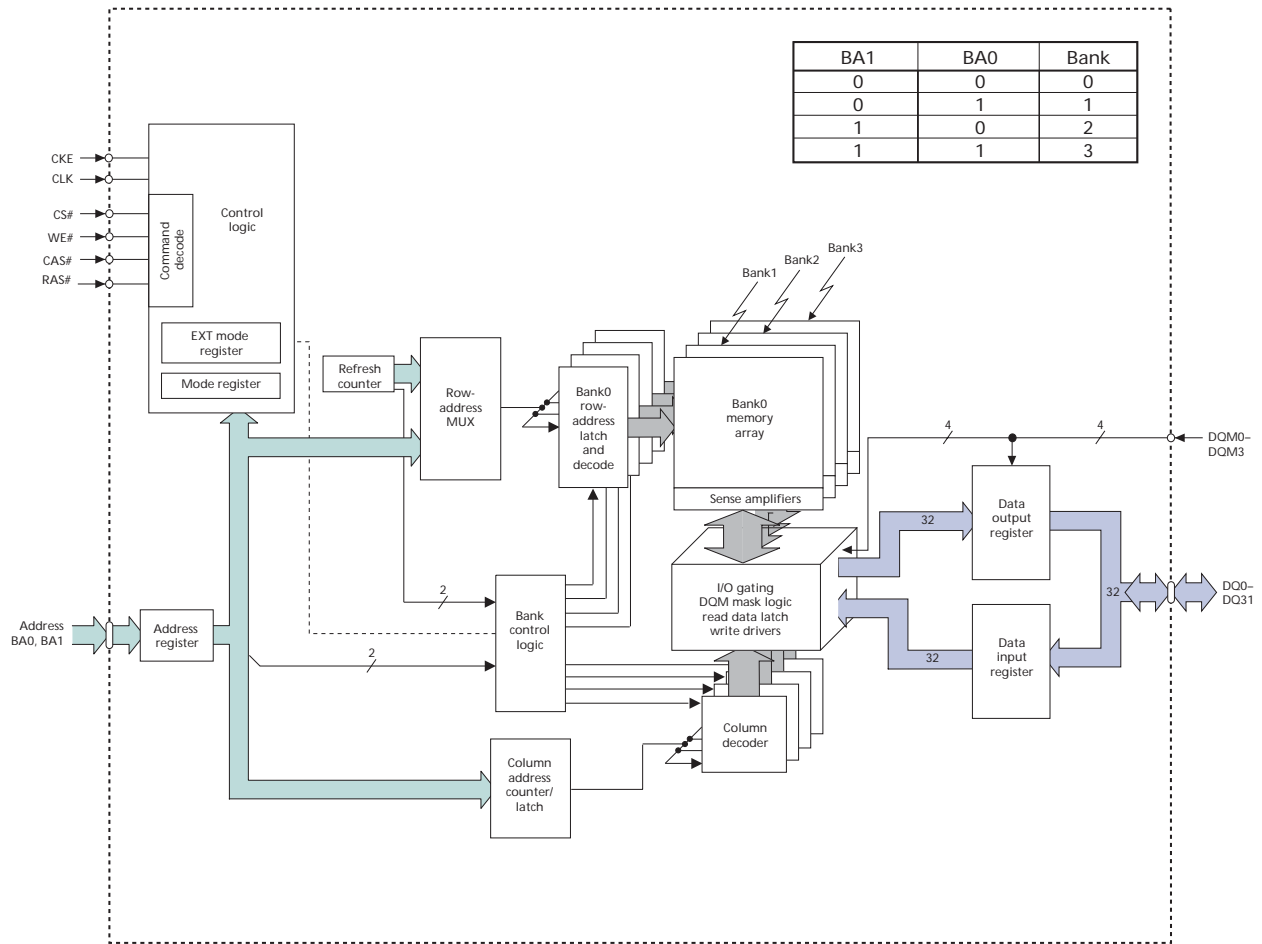 BA1 BA0 Bank
0 0 0
0 1 1
1 0 2
1 1 3
CKE
CLK
CS#
WE#
CAS#
RAS#
Command
decode
Control
logic
EXT mode
register
Mode register
Bank3
Bank2
Bank1
Refresh
counter
Row-
address
MUX
Bank0
row-
address
latch
and
decode
Bank0
memory
array
Sense amplifiers
4
4
DQM0–
DQM3
Data
output
register
32
I/O gating
DQM mask logic
read data latch
write drivers
32
DQ0–
DQ31
Data
input
register
32
2
Bank
control
logic
2
Address
BA0, BA1
Address
register
Column
decoder
Column
address
counter/
latch